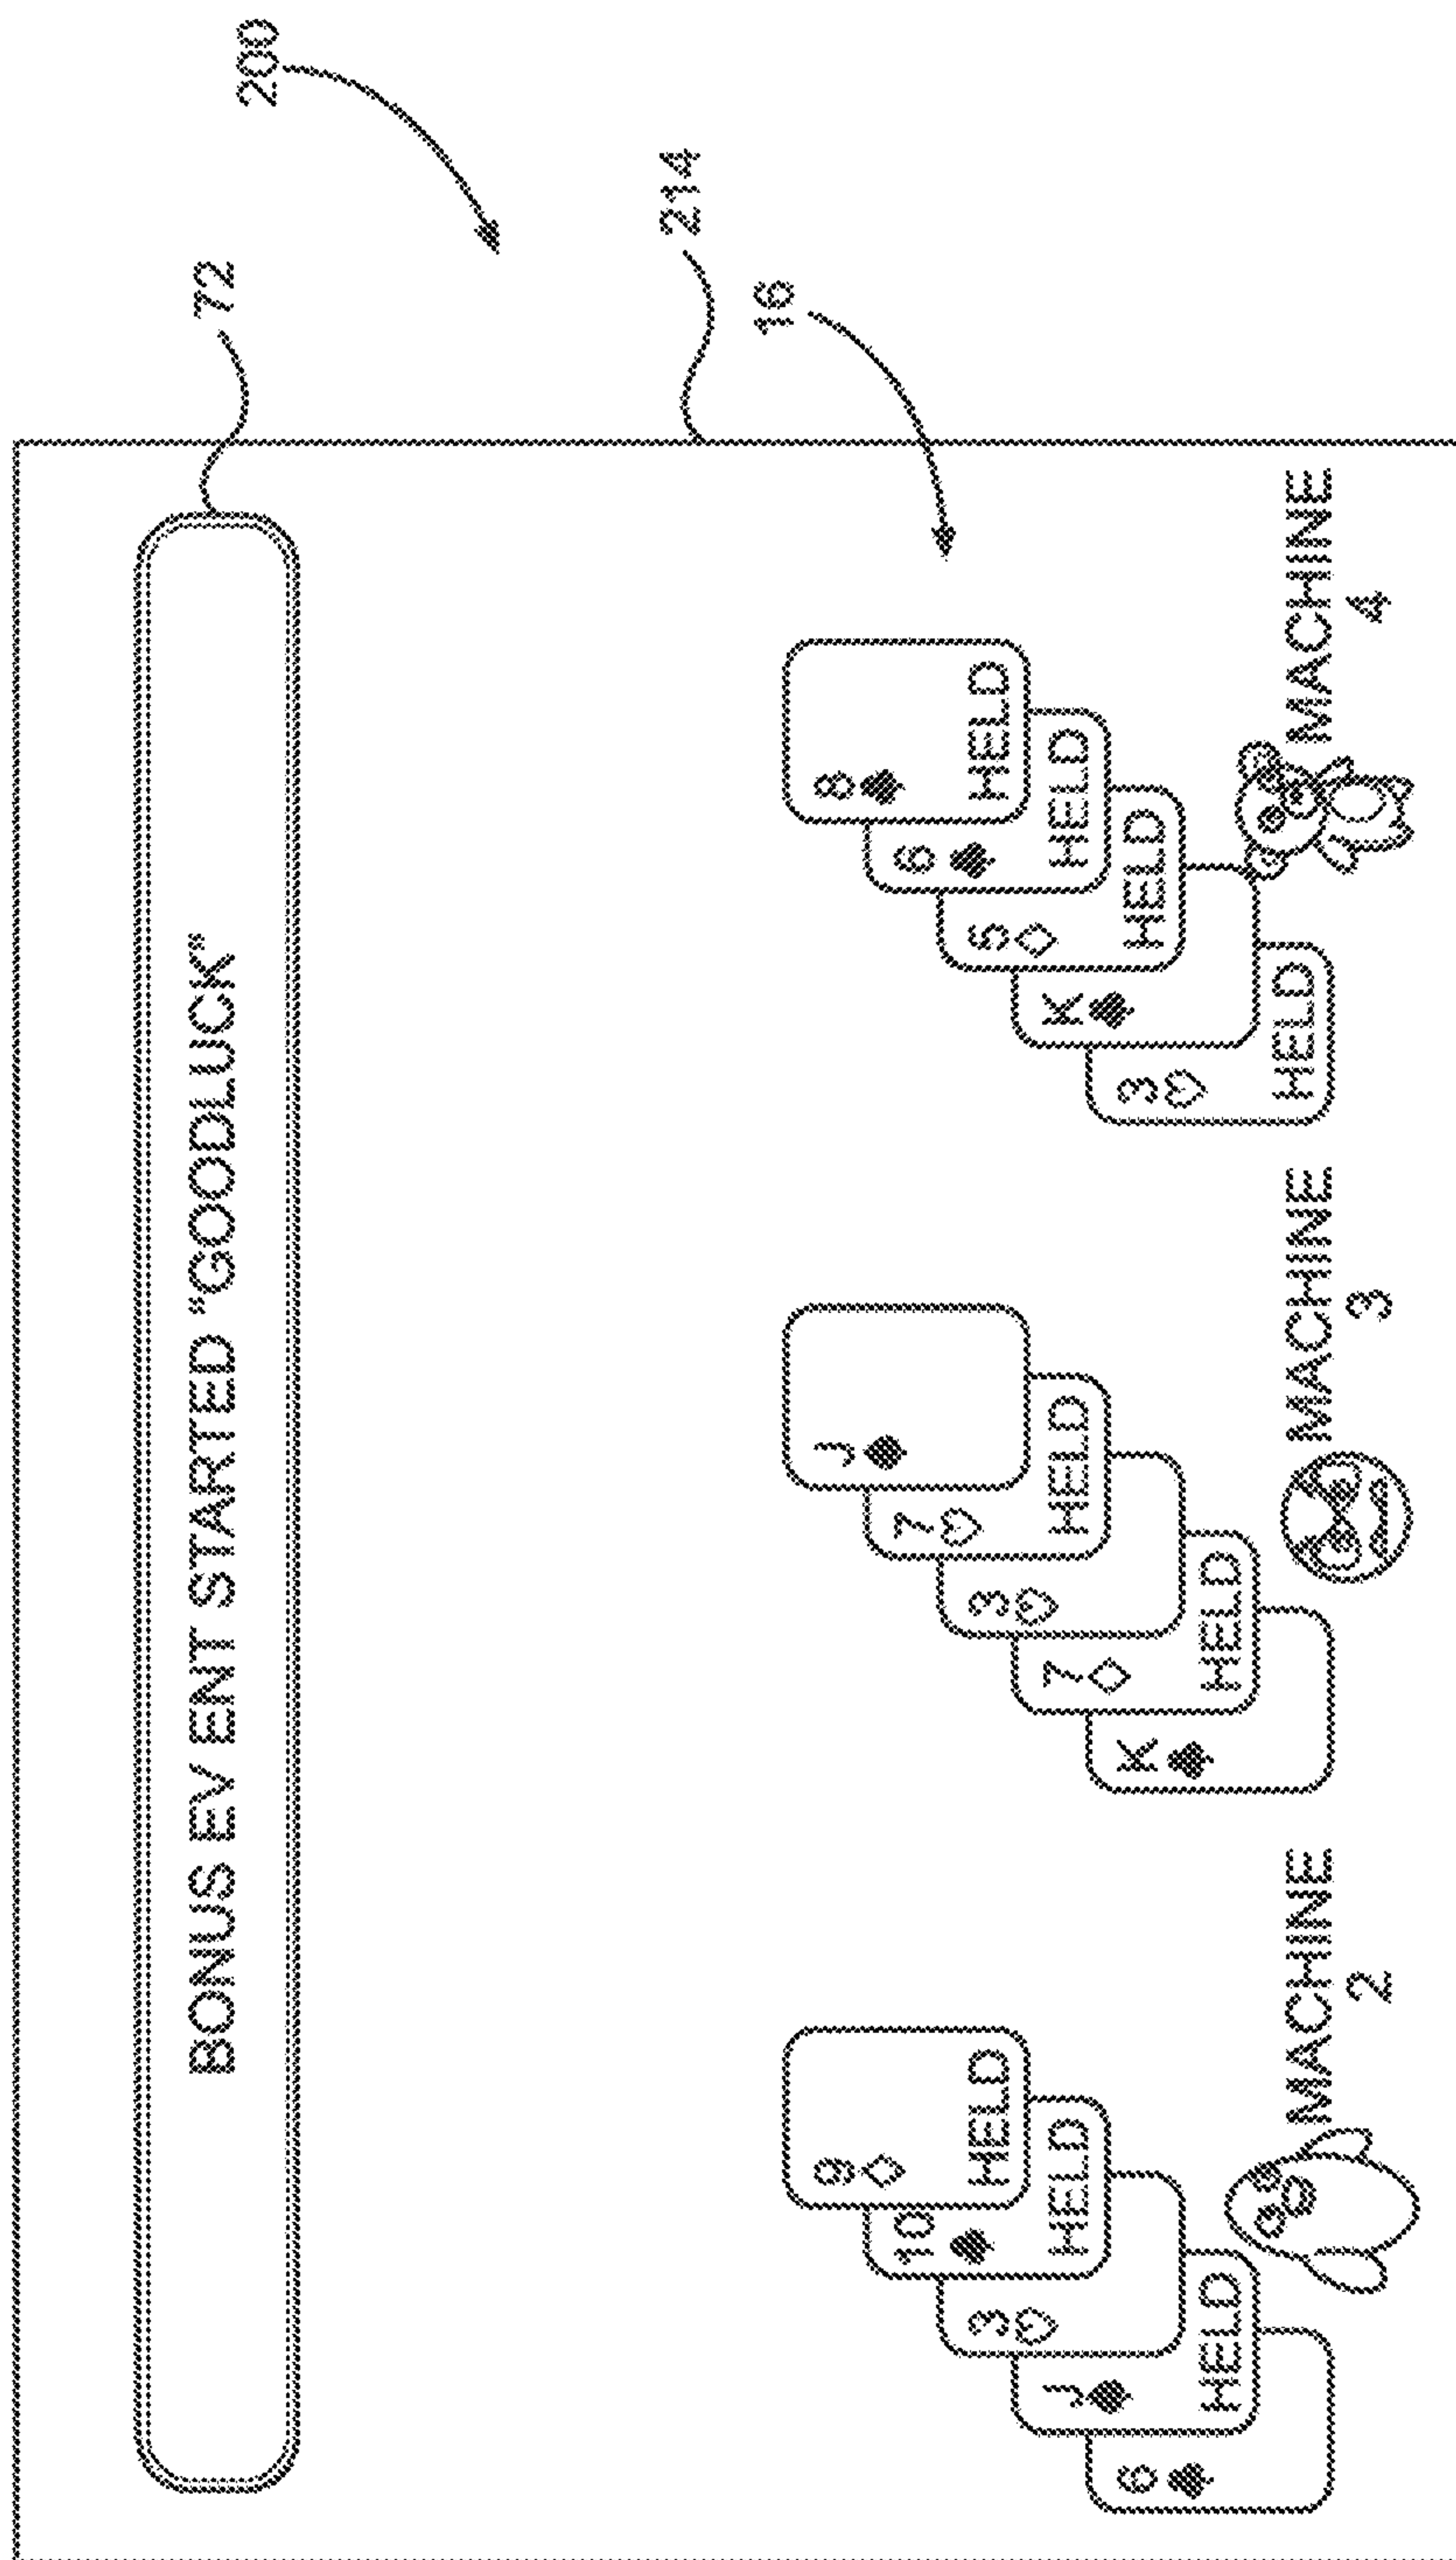 200
72
BONUS EV ENT STARTED "GOODLUCK"
214
16
6
J
HELD
3
10
HELD
9
HELD
MACHINE
2
K
7
HELD
3
7
HELD
J
MACHINE
3
3
HELD
K
5
HELD
6
HELD
8
HELD
MACHINE
4